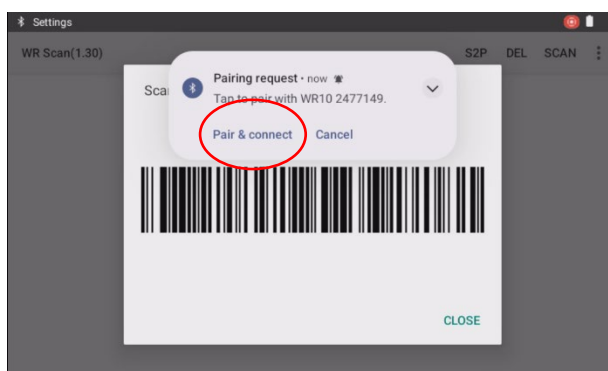 Settings
WR Scan(1.30)
S2P DEL SCAN
Pairing request • now
Tap to pair with WR10 2477149.
Pair & connect Cancel
CLOSE